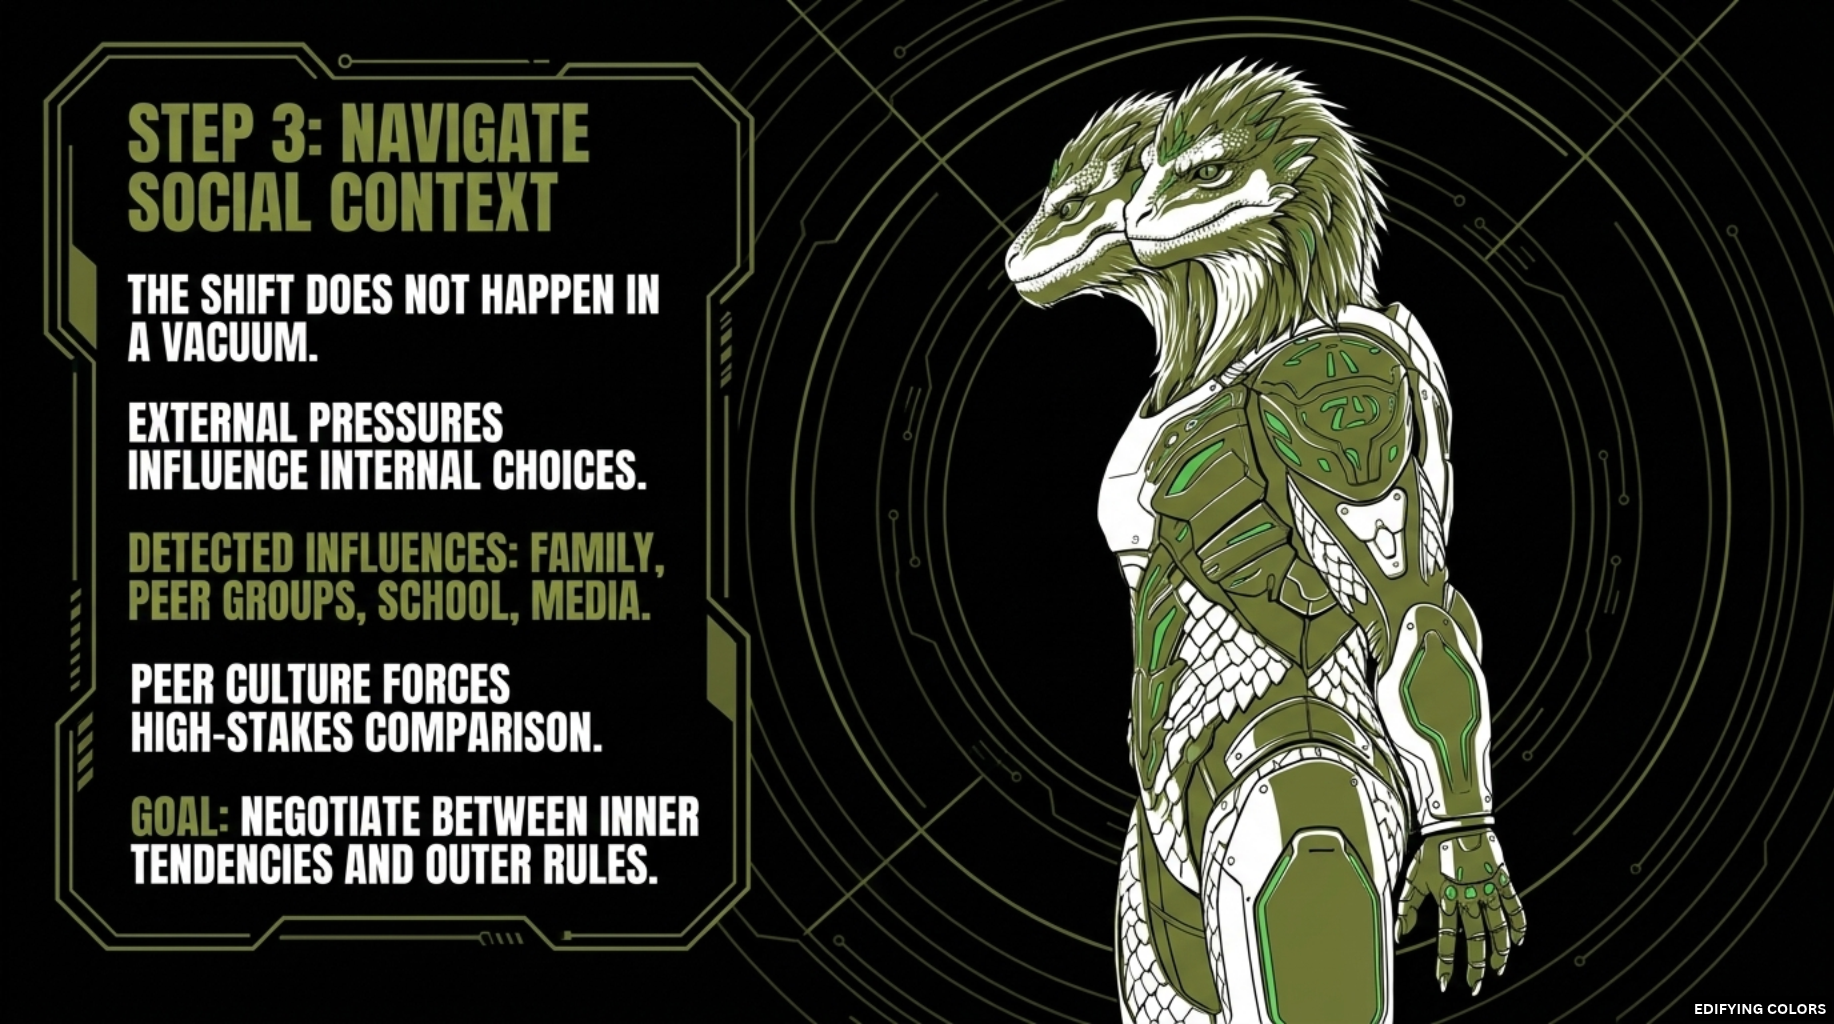 STEP 3: NAVIGATE
SOCIAL CONTEXT
THE SHIFT DOES NOT HAPPEN IN
A VACUUM.
EXTERNAL PRESSURES
INFLUENCE INTERNAL CHOICES.
DETECTED INFLUENCES: FAMILY,
PEER GROUPS, SCHOOL, MEDIA.
PEER CULTURE FORCES
HIGH-STAKES COMPARISON.
GOAL: NEGOTIATE BETWEEN INNER
TENDENCIES AND OUTER RULES.
EDIFYING COLORS